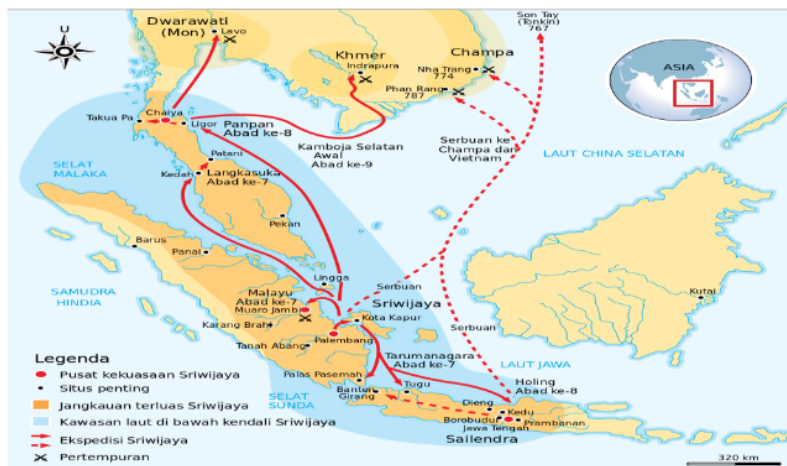 Dwarawati
(Mon)
Lavo
Khmer
Indrapura
Champa
Nha Trang
774
Phan Rang
787
Son Tay
(Tonkin)
767
U
ASIA
Takua Pa
Chaiya
Ligor
Panpan
Abad ke-8
Kamboja Selatan
Awal
Abad ke-9
Serbuan ke
Champa dan
Vietnam
LAUT CHINA SELATAN
SELAT
MALAKA
Patani
Kedah
Langkasuka
Abad ke-7
Pekan
Barus
Panai
SAMUDRA
HINDIA
Lingga
Serbuan
Malayu
Abad ke-7
Muaro Jambi
Sriwijaya
Kota Kapur
Karang Brahi
Palembang
Tanah Abang
Kutai
Serbuan
Tarumanagara
Abad ke-7
LAUT JAWA
Palas Pasemah
Tugu
Holing
Abad ke-8
SELAT
SUNDA
Banten
Girang
Dieng
Kedu
Borobudur
Prambanan
Jawa Tengah
Sailendra
Legenda
Pusat kekuasaan Sriwijaya
Situs penting
Jangkauan terluas Sriwijaya
Kawasan laut di bawah kendali Sriwijaya
Ekspedisi Sriwijaya
Pertempuran
320 km